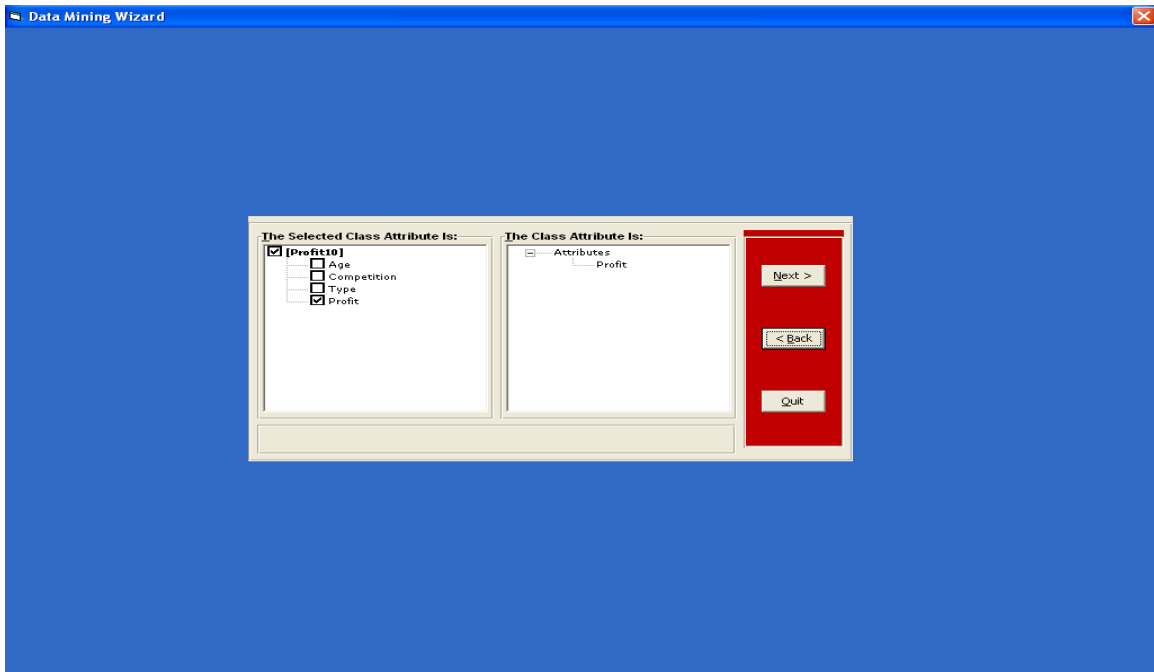 Data Mining Wizard
The Selected Class Attribute Is:
[Profit10]
Age
Competition
Type
Profit
The Class Attribute Is:
Attributes
Profit
Next >
< Back
Quit